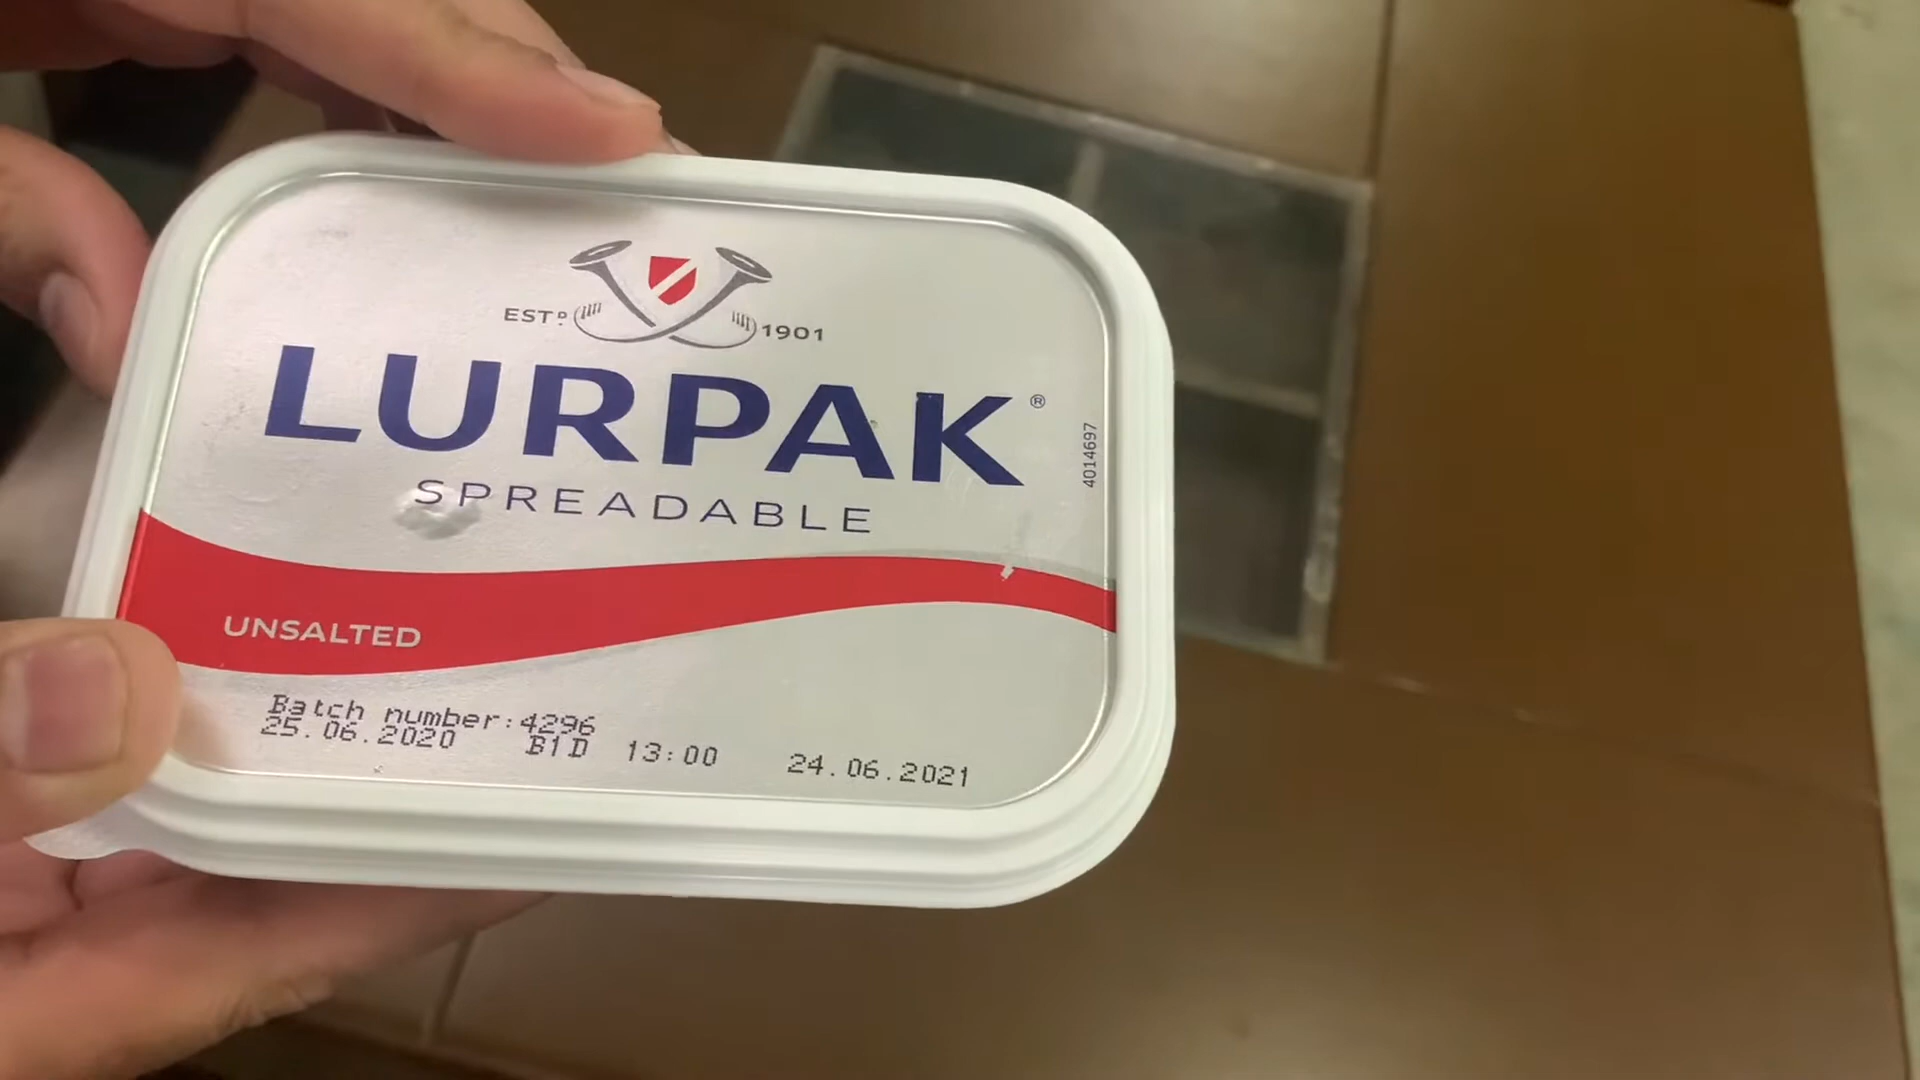 ESTD 1901
LURPAK®
SPREADABLE
4014697
UNSALTED
Batch number:4296
25.06.2020 B1D 13:00 24.06.2021